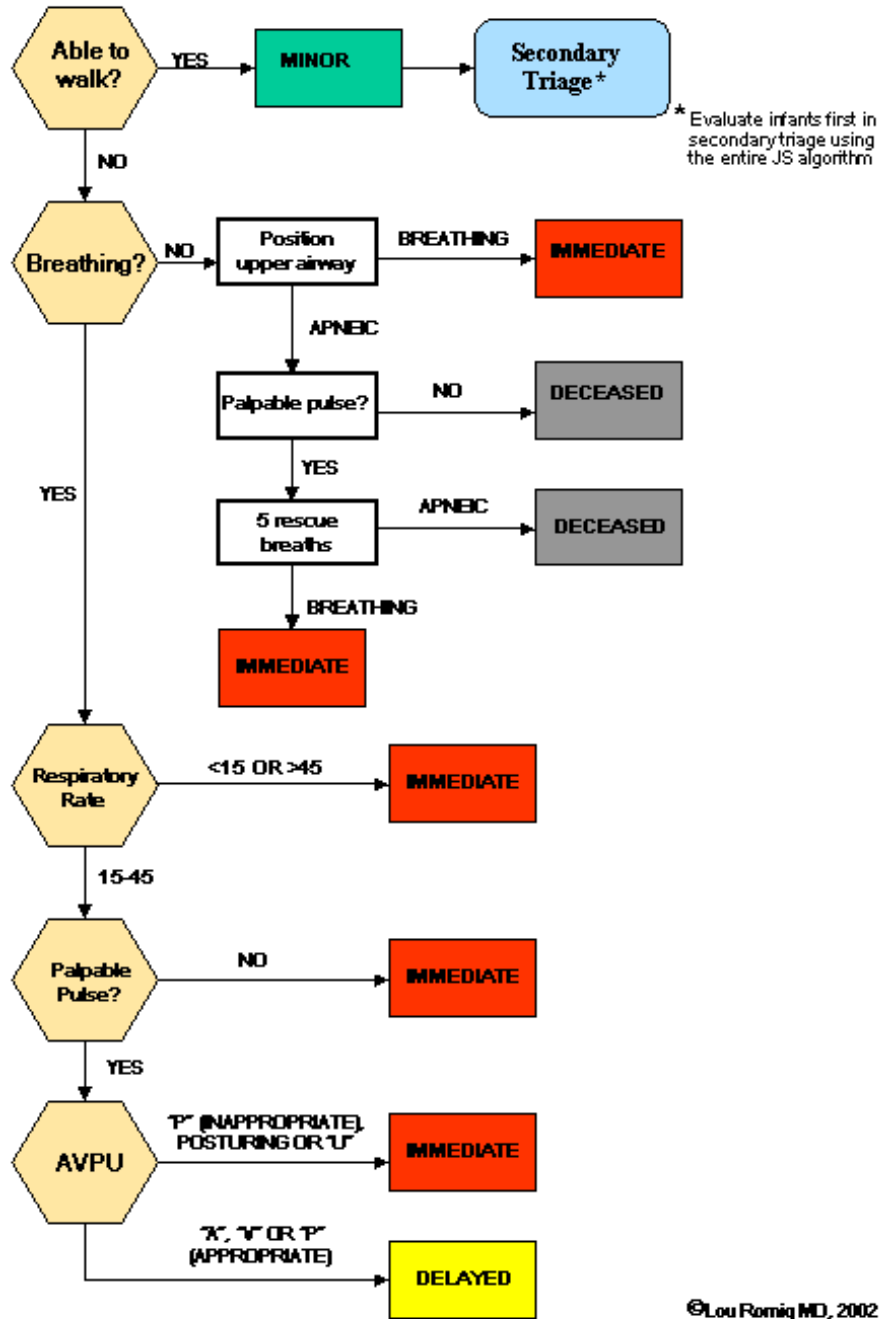 Able to
walk?
YES
MINOR
Secondary
Triage*
* Evaluate infants first in
secondary triage using
the entire JS algorithm
NO
Breathing?
NO
Position
upper airway
BREATHING
IMMEDIATE
APNEIC
Palpable pulse?
NO
DECEASED
YES
5 rescue
breaths
APNEIC
DECEASED
BREATHING
IMMEDIATE
YES
Respiratory
Rate
<15 OR >45
IMMEDIATE
15-45
Palpable
Pulse?
NO
IMMEDIATE
YES
AVPU
"P" (INAPPROPRIATE),
POSTURING OR "U"
IMMEDIATE
"A", "V" OR "P"
(APPROPRIATE)
DELAYED
©Lou Romig MD, 2002